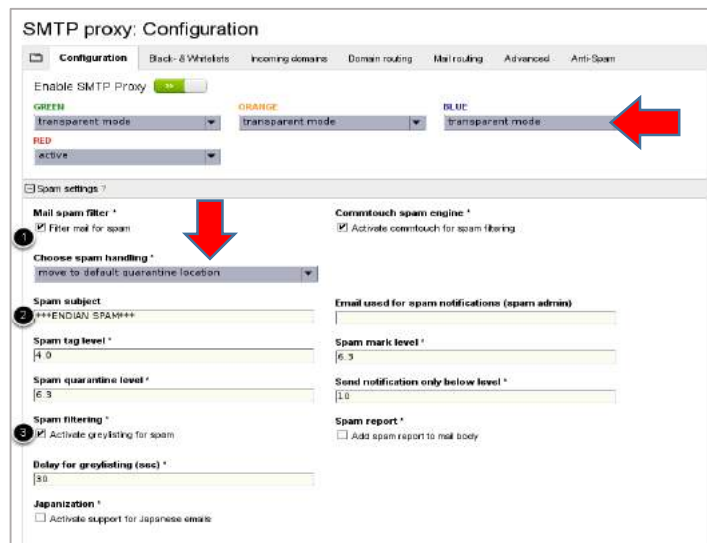 SMTP proxy: Configuration
Configuration Black- & Whitelists Incoming domains Domain routing Mail routing Advanced Anti-Spam
Enable SMTP Proxy
GREEN ORANGE BLUE
transparent mode transparent mode transparent mode
RED
active
Spam settings ?
Mail spam filter * Commtouch spam engine *
1 Filter mail for spam Activate commtouch for spam filtering
Choose spam handling *
move to default quarantine location
Spam subject Email used for spam notifications (spam admin)
2 ***ENDIAN SPAM***
Spam tag level * Spam mark level *
4.0 6.3
Spam quarantine level * Send notification only below level *
6.3 10
Spam filtering * Spam report *
3 Activate greylisting for spam Add spam report to mail body
Delay for greylisting (sec) *
30
Japanization *
Activate support for Japanese emails